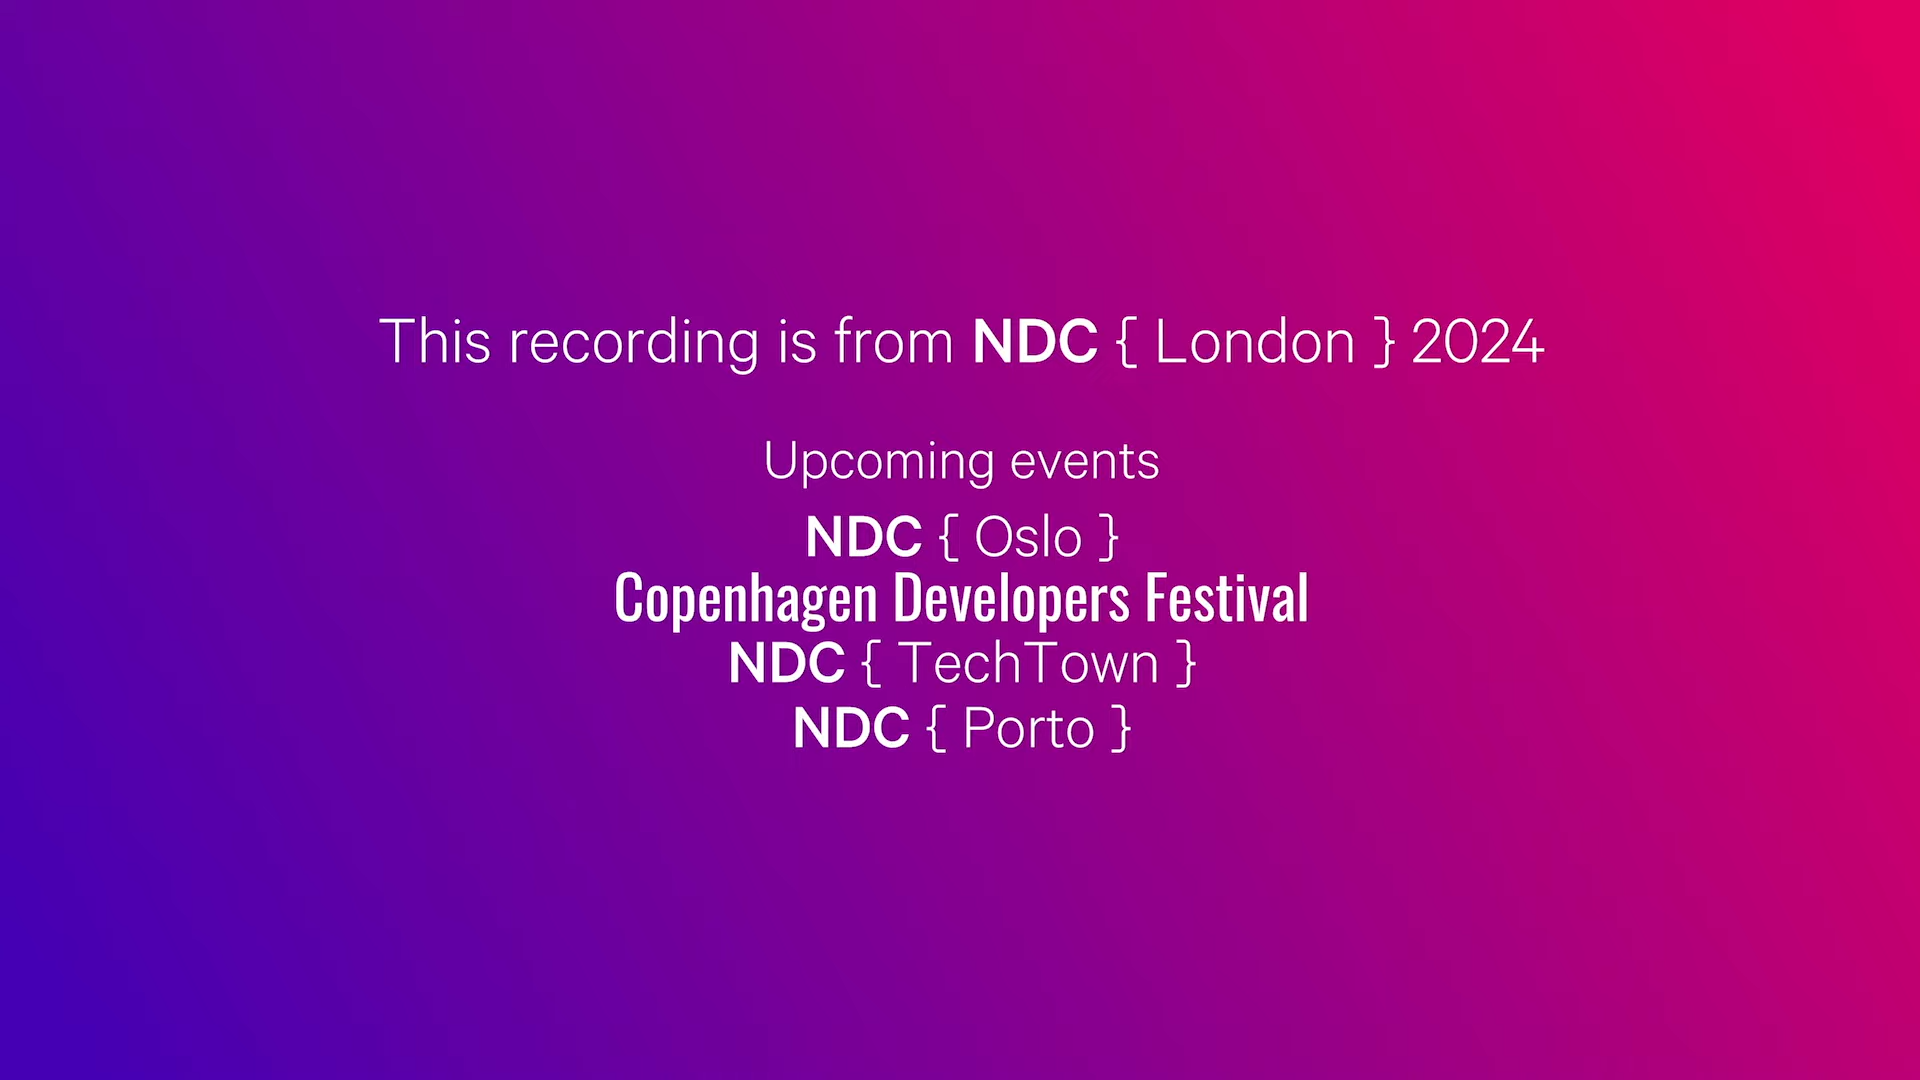 This recording is from NDC { London } 2024
Upcoming events
NDC { Oslo }
Copenhagen Developers Festival
NDC { TechTown }
NDC { Porto }